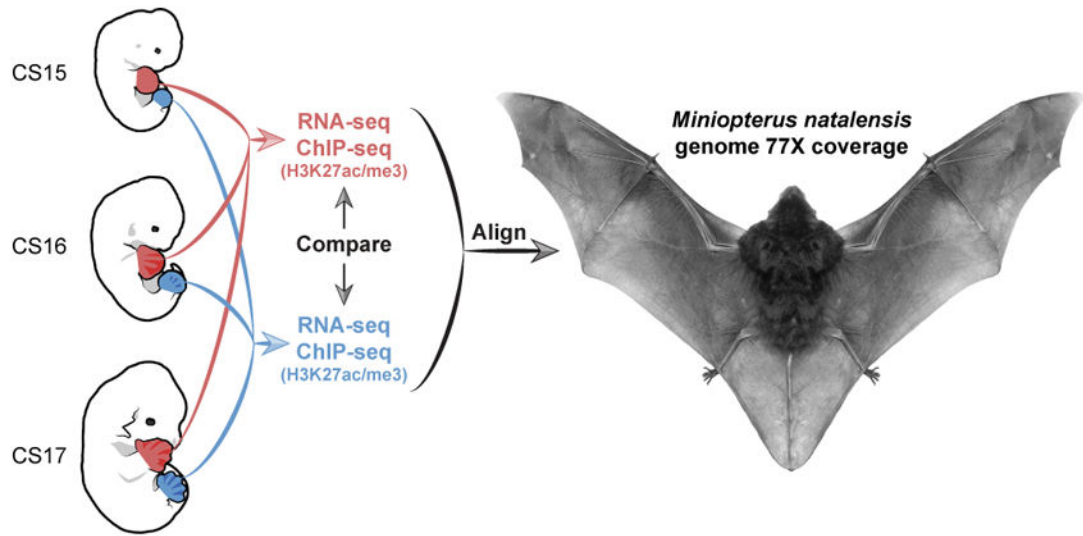 CS15
RNA-seq
ChIP-seq
(H3K27ac/me3)
Miniopterus natalensis
genome 77X coverage
CS16
Compare
Align
RNA-seq
ChIP-seq
(H3K27ac/me3)
CS17